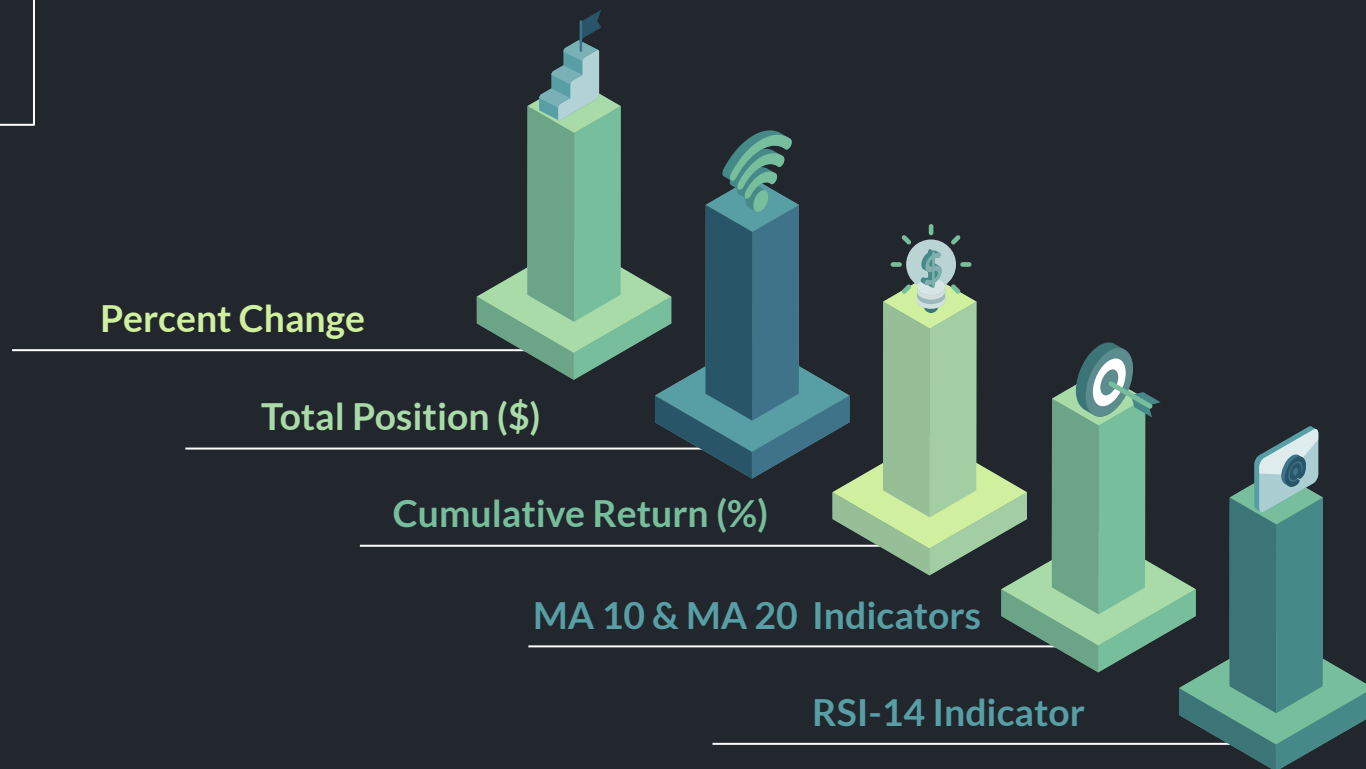 Percent Change
Total Position ($)
Cumulative Return (%)
MA 10 & MA 20  Indicators
RSI-14 Indicator
$
@